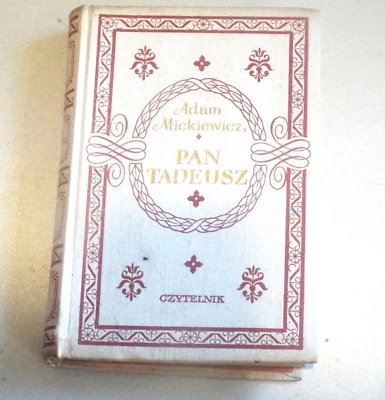 Adam
Mickiewicz
PAN
TADEUSZ
CZYTELNIK